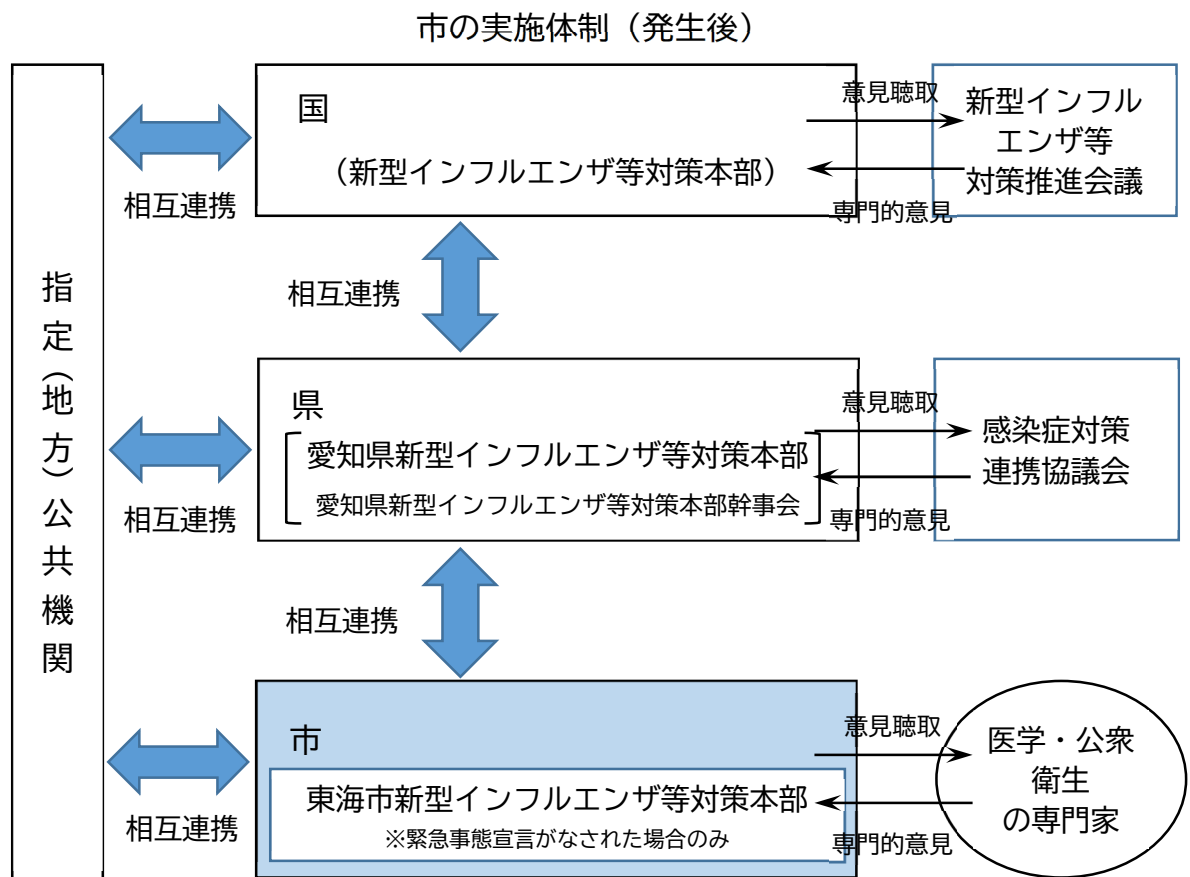 市の実施体制（発生後）
指定（地方）公共機関
相互連携
国
（新型インフルエンザ等対策本部）
意見聴取
専門的意見
新型インフル
エンザ等
対策推進会議
相互連携
相互連携
県
愛知県新型インフルエンザ等対策本部
愛知県新型インフルエンザ等対策本部幹事会
意見聴取
専門的意見
感染症対策
連携協議会
相互連携
相互連携
市
東海市新型インフルエンザ等対策本部
※緊急事態宣言がなされた場合のみ
意見聴取
専門的意見
医学・公衆
衛生
の専門家